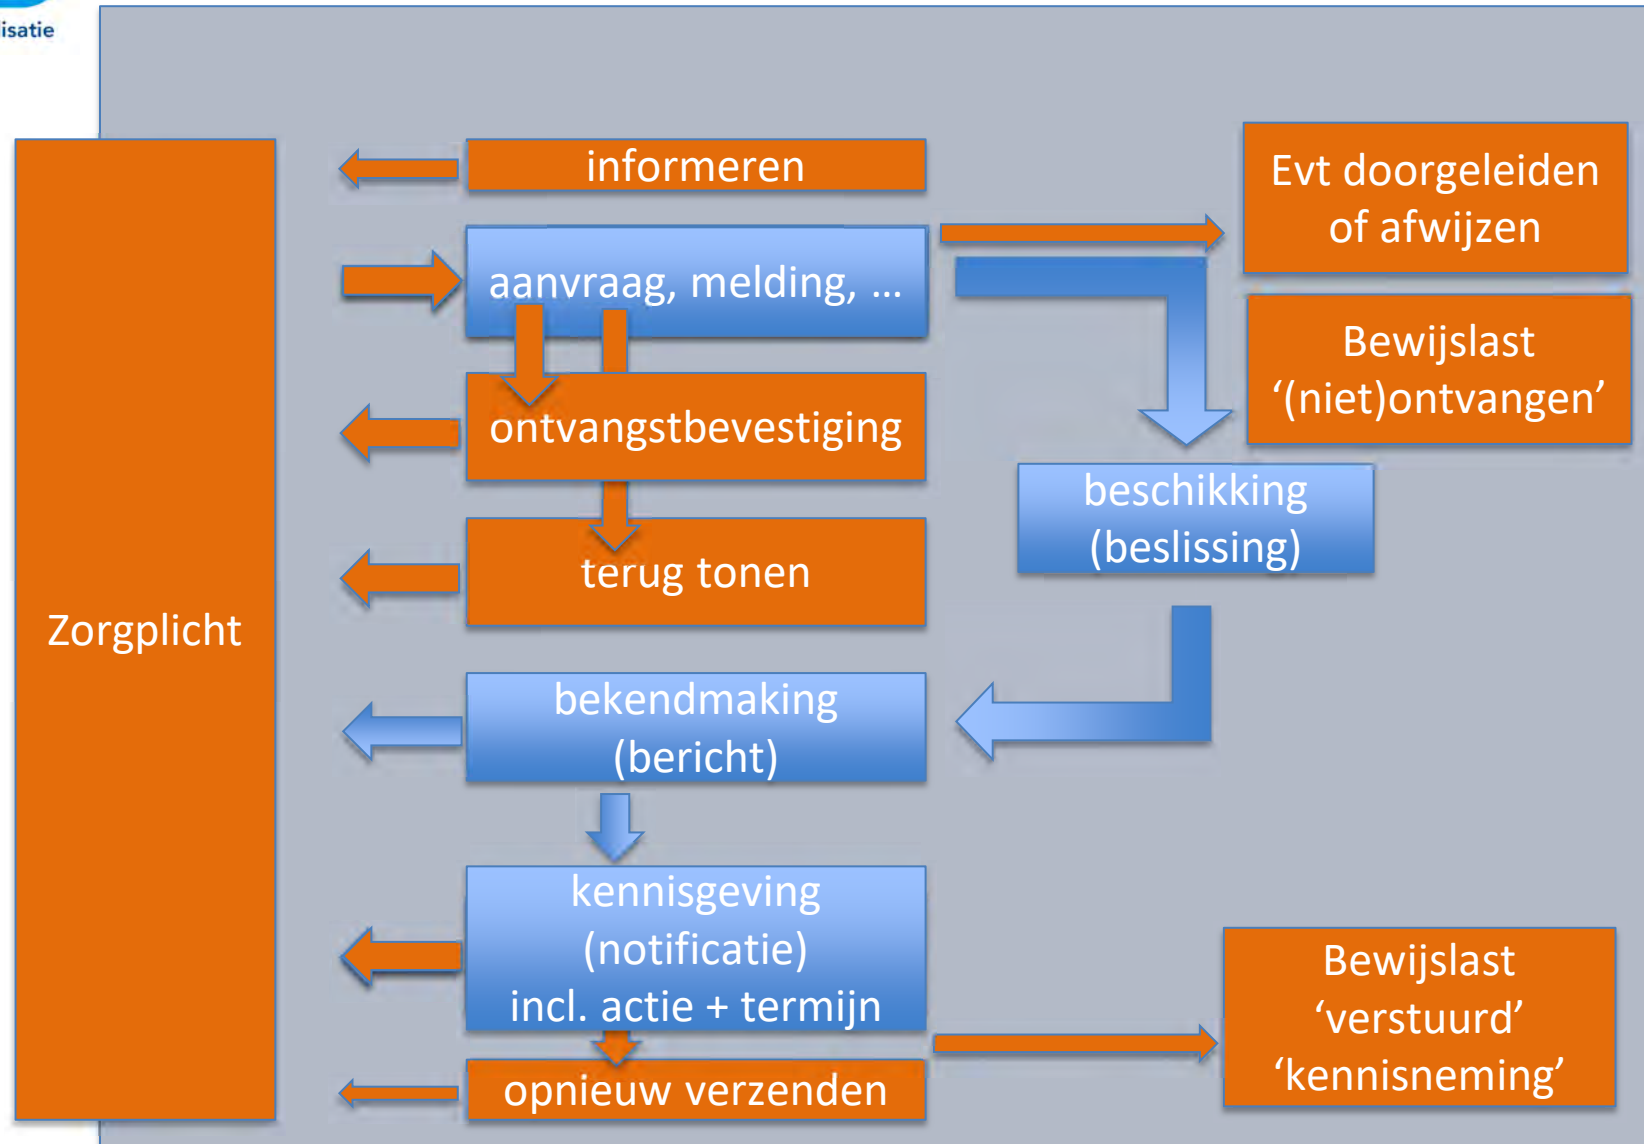 isatie
Zorgplicht
informeren
aanvraag, melding, ...
ontvangstbevestiging
terug tonen
bekendmaking
(bericht)
kennisgeving
(notificatie)
incl. actie + termijn
opnieuw verzenden
Evt doorgeleiden
of afwijzen
Bewijslast
‘(niet)ontvangen’
beschikking
(beslissing)
Bewijslast
‘verstuurd’
‘kennisneming’